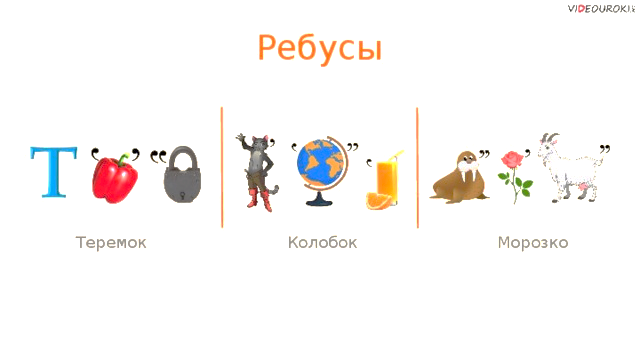 VIDEOUROKI.
Ребусы
Т , , „ ,
Теремок
Колобок
Морозко